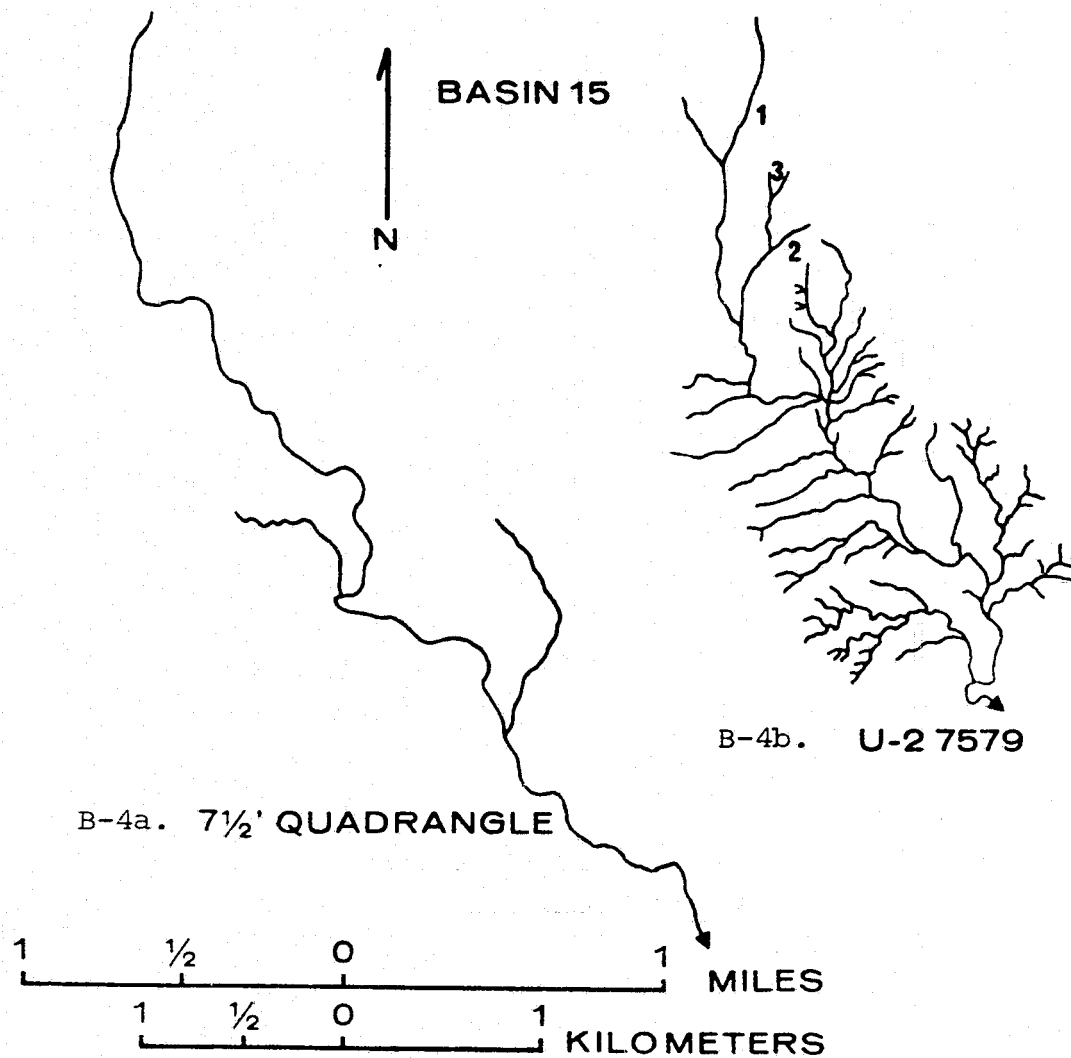 BASIN 15
N
1
3
2
B-4b. U-2 7579
B-4a. 7½' QUADRANGLE
1 ½ 0 1 MILES
1 ½ 0 1 KILOMETERS